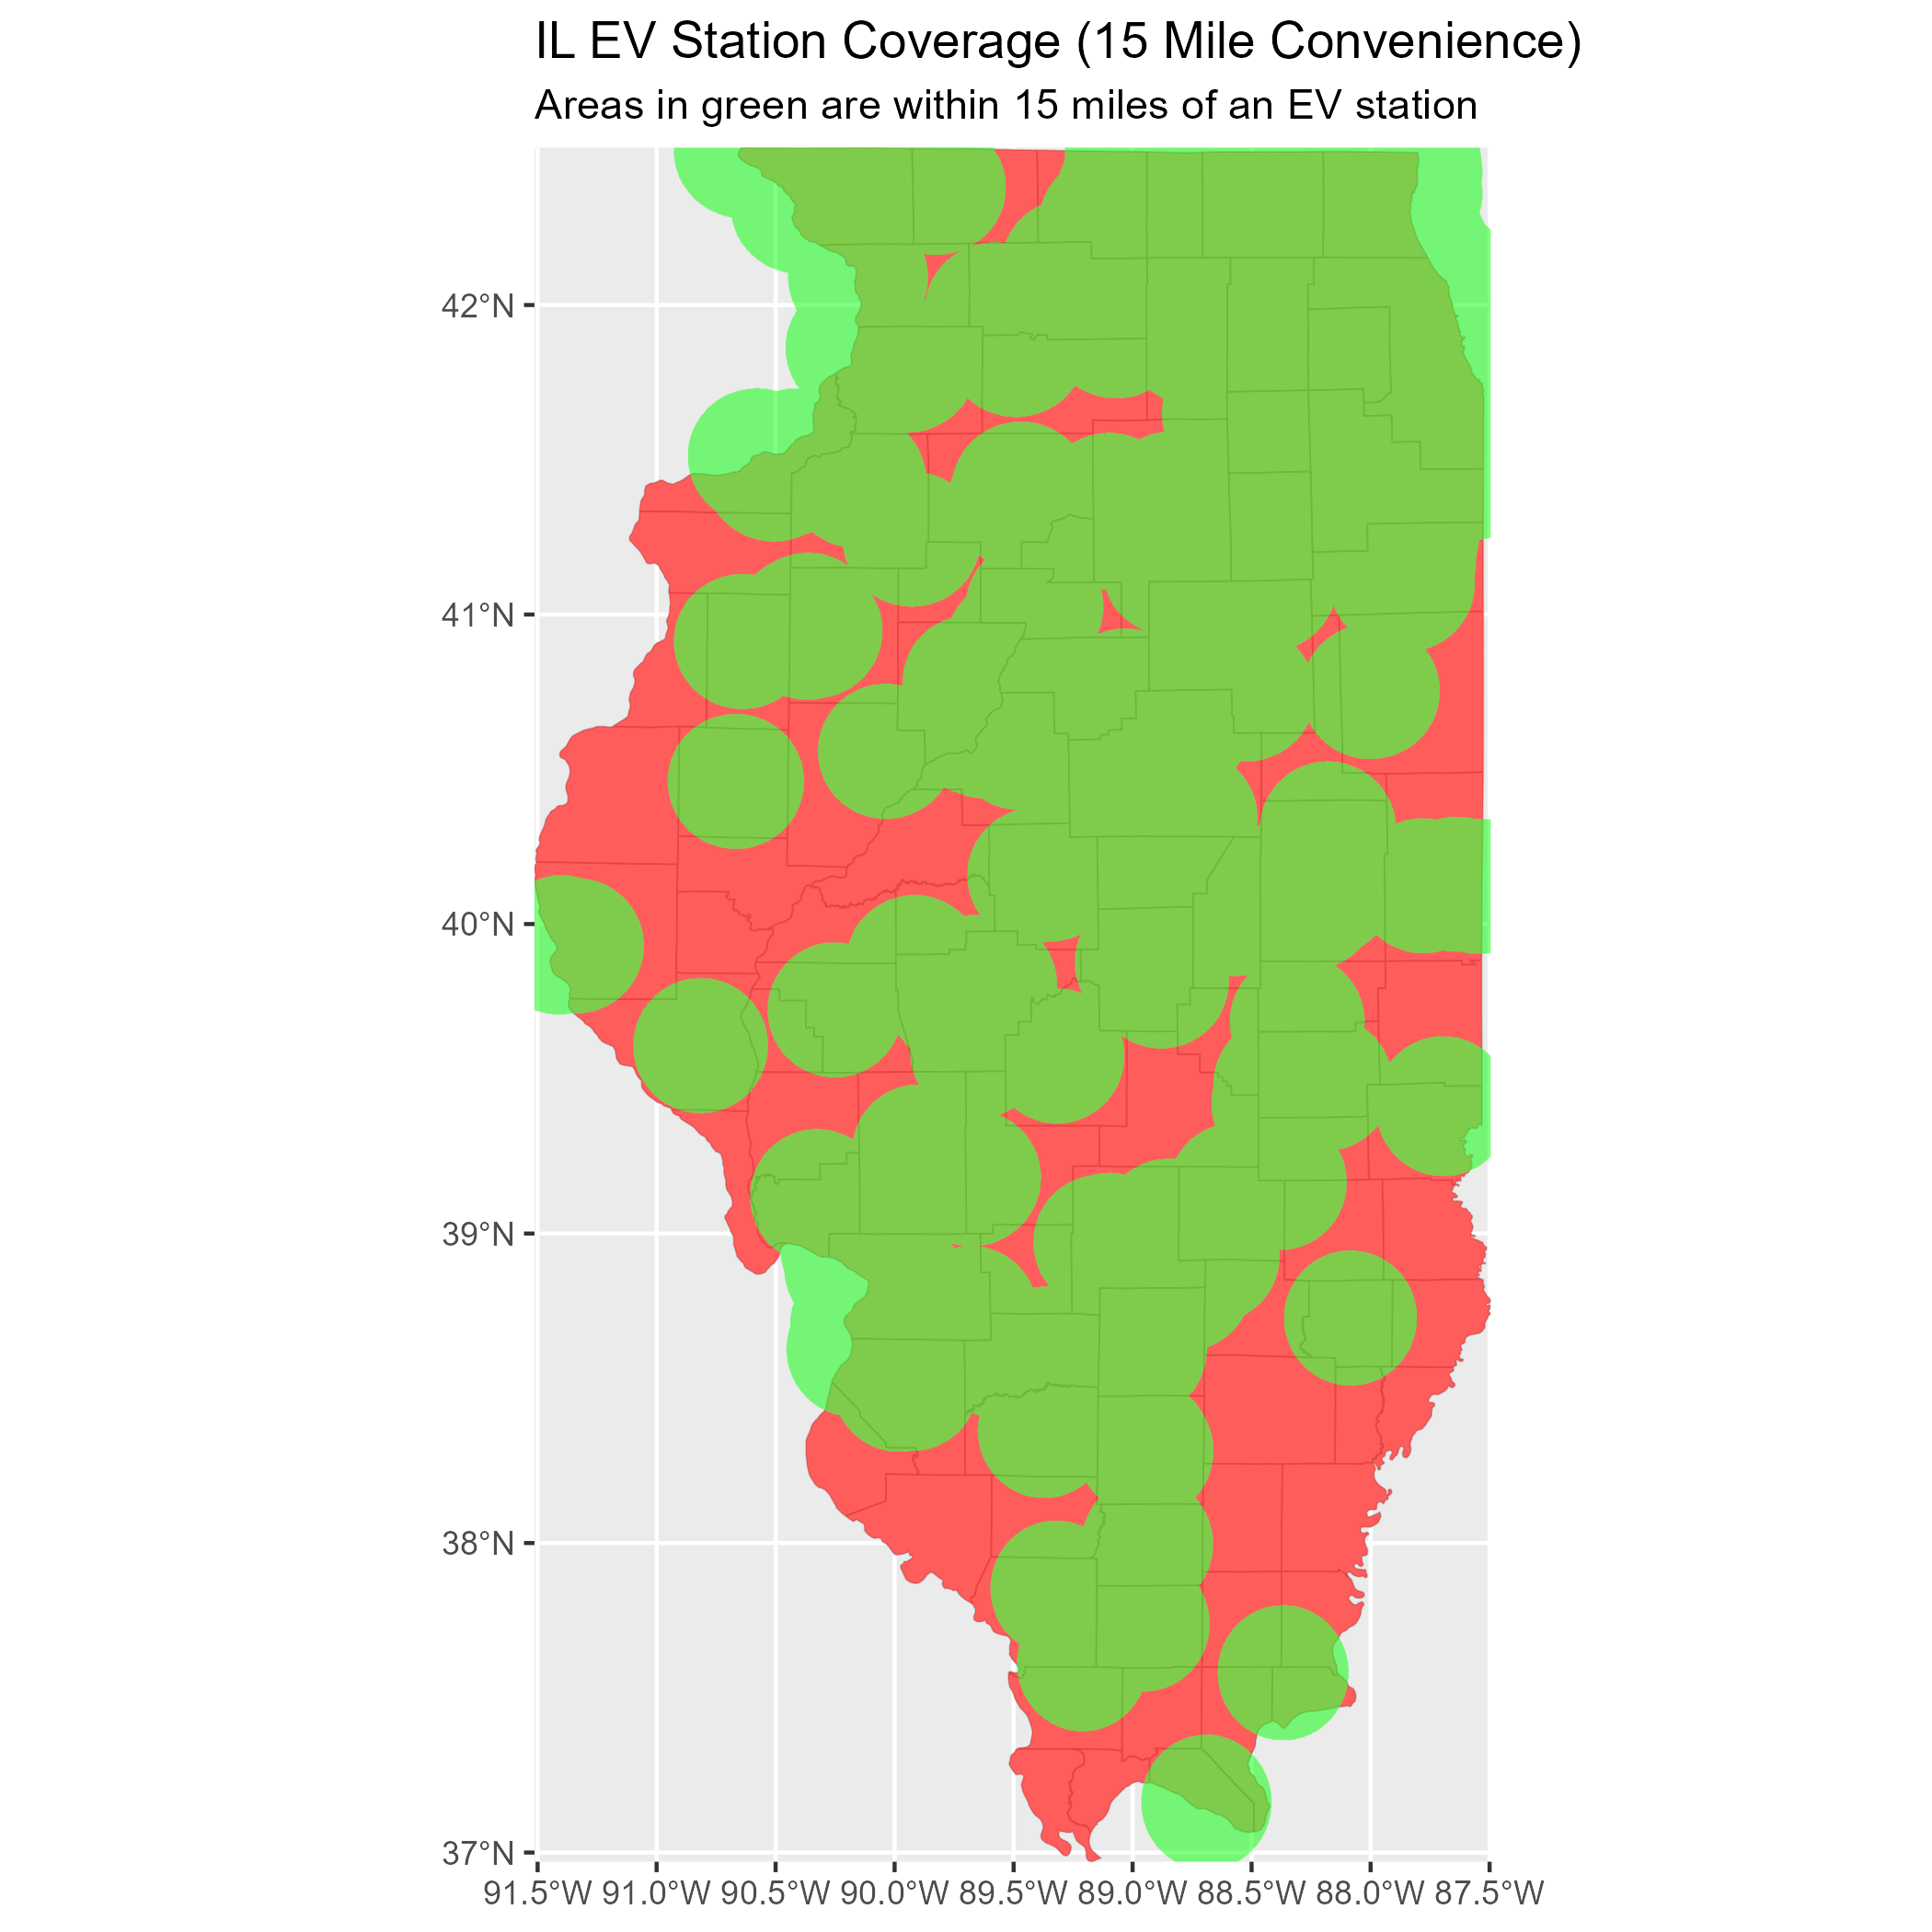 IL EV Station Coverage (15 Mile Convenience)
Areas in green are within 15 miles of an EV station
42°N
41°N
40°N
39°N
38°N
37°N
91.5°W 91.0°W 90.5°W 90.0°W 89.5°W 89.0°W 88.5°W 88.0°W 87.5°W